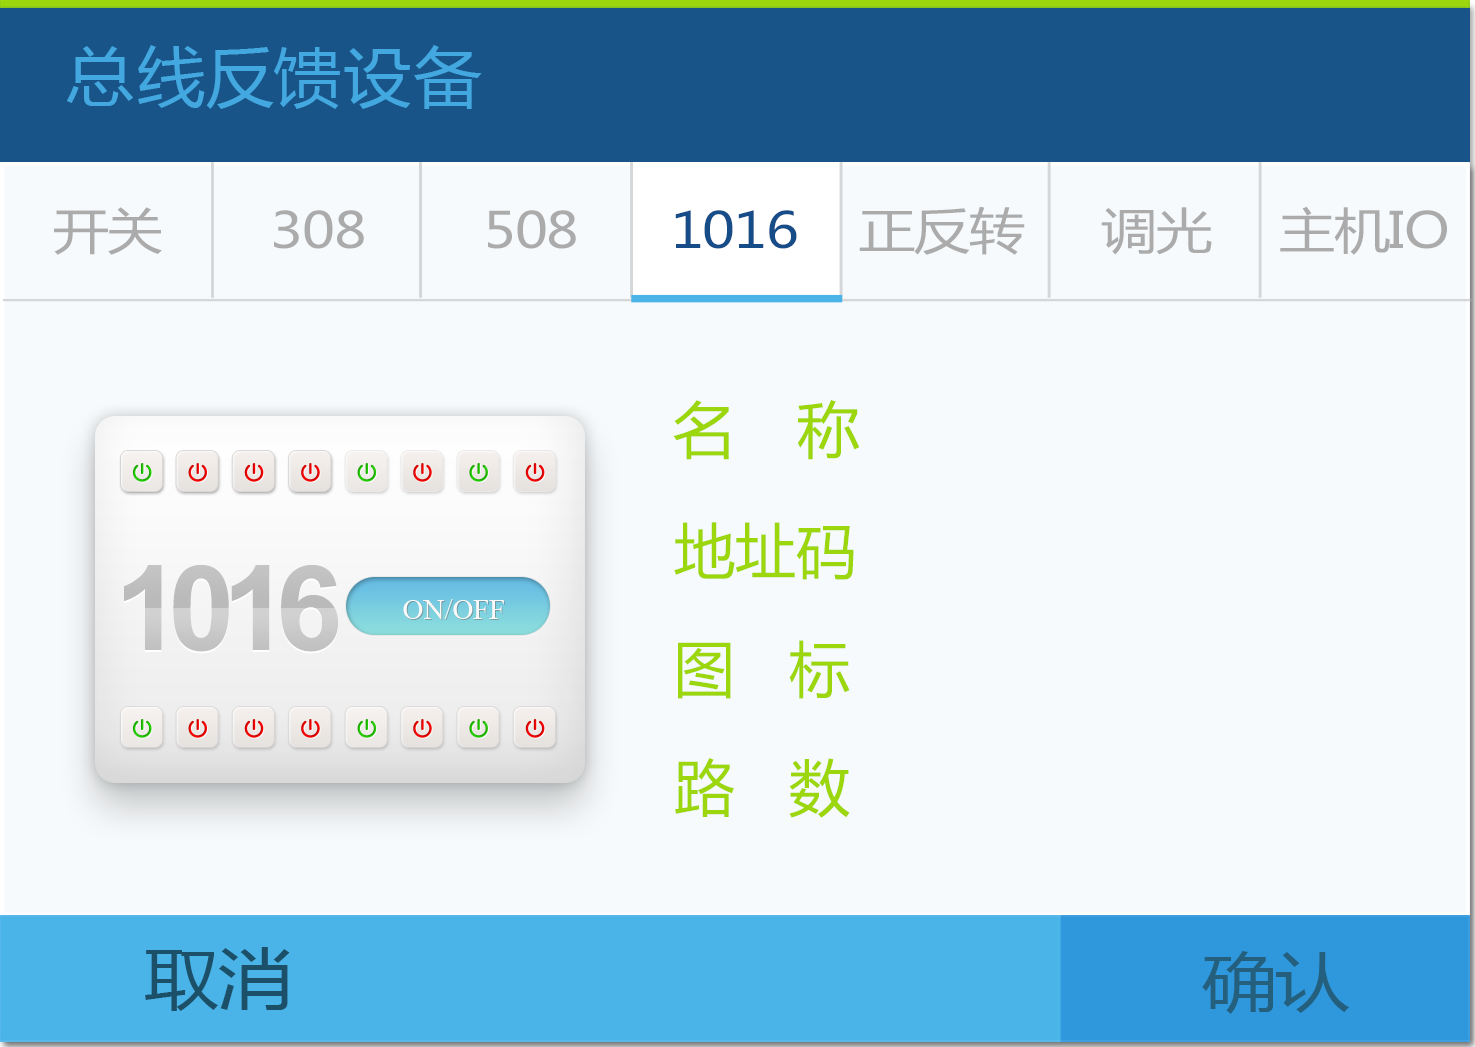 总线反馈设备
开关 308 508 1016 正反转 调光 主机IO
名 称
地址码
1016 ON/OFF
图 标
路 数
取消 确认